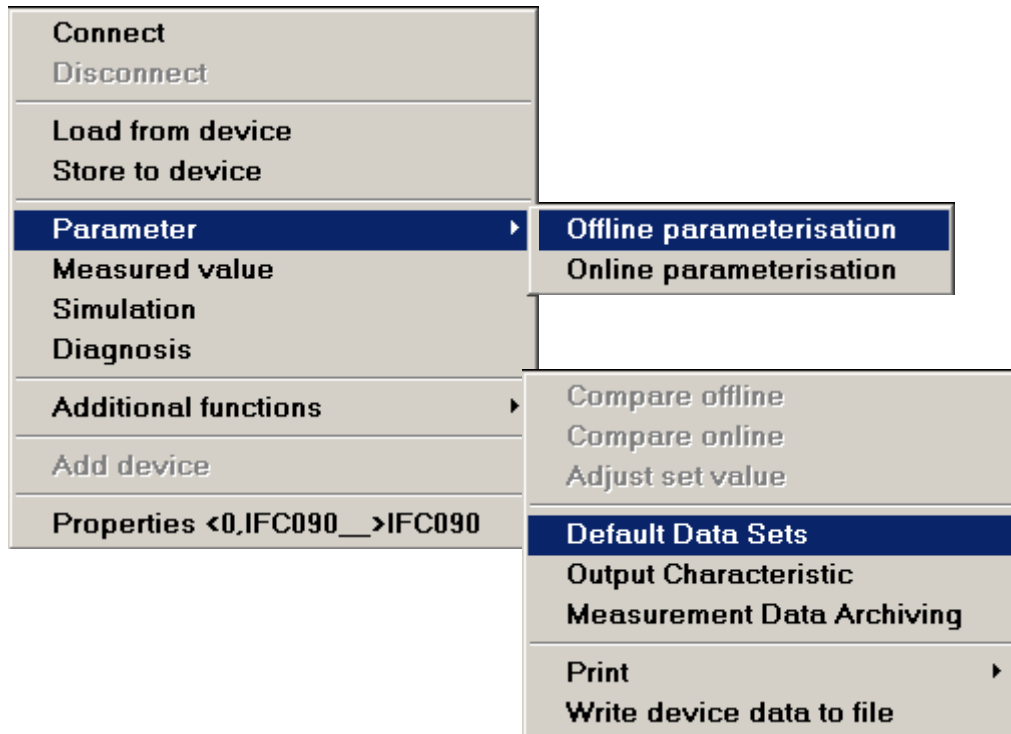 Connect
Disconnect
Load from device
Store to device
Parameter
Measured value
Simulation
Diagnosis
Additional functions
Add device
Properties <0,IFC090__>IFC090
Offline parameterisation
Online parameterisation
Compare offline
Compare online
Adjust set value
Default Data Sets
Output Characteristic
Measurement Data Archiving
Print
Write device data to file